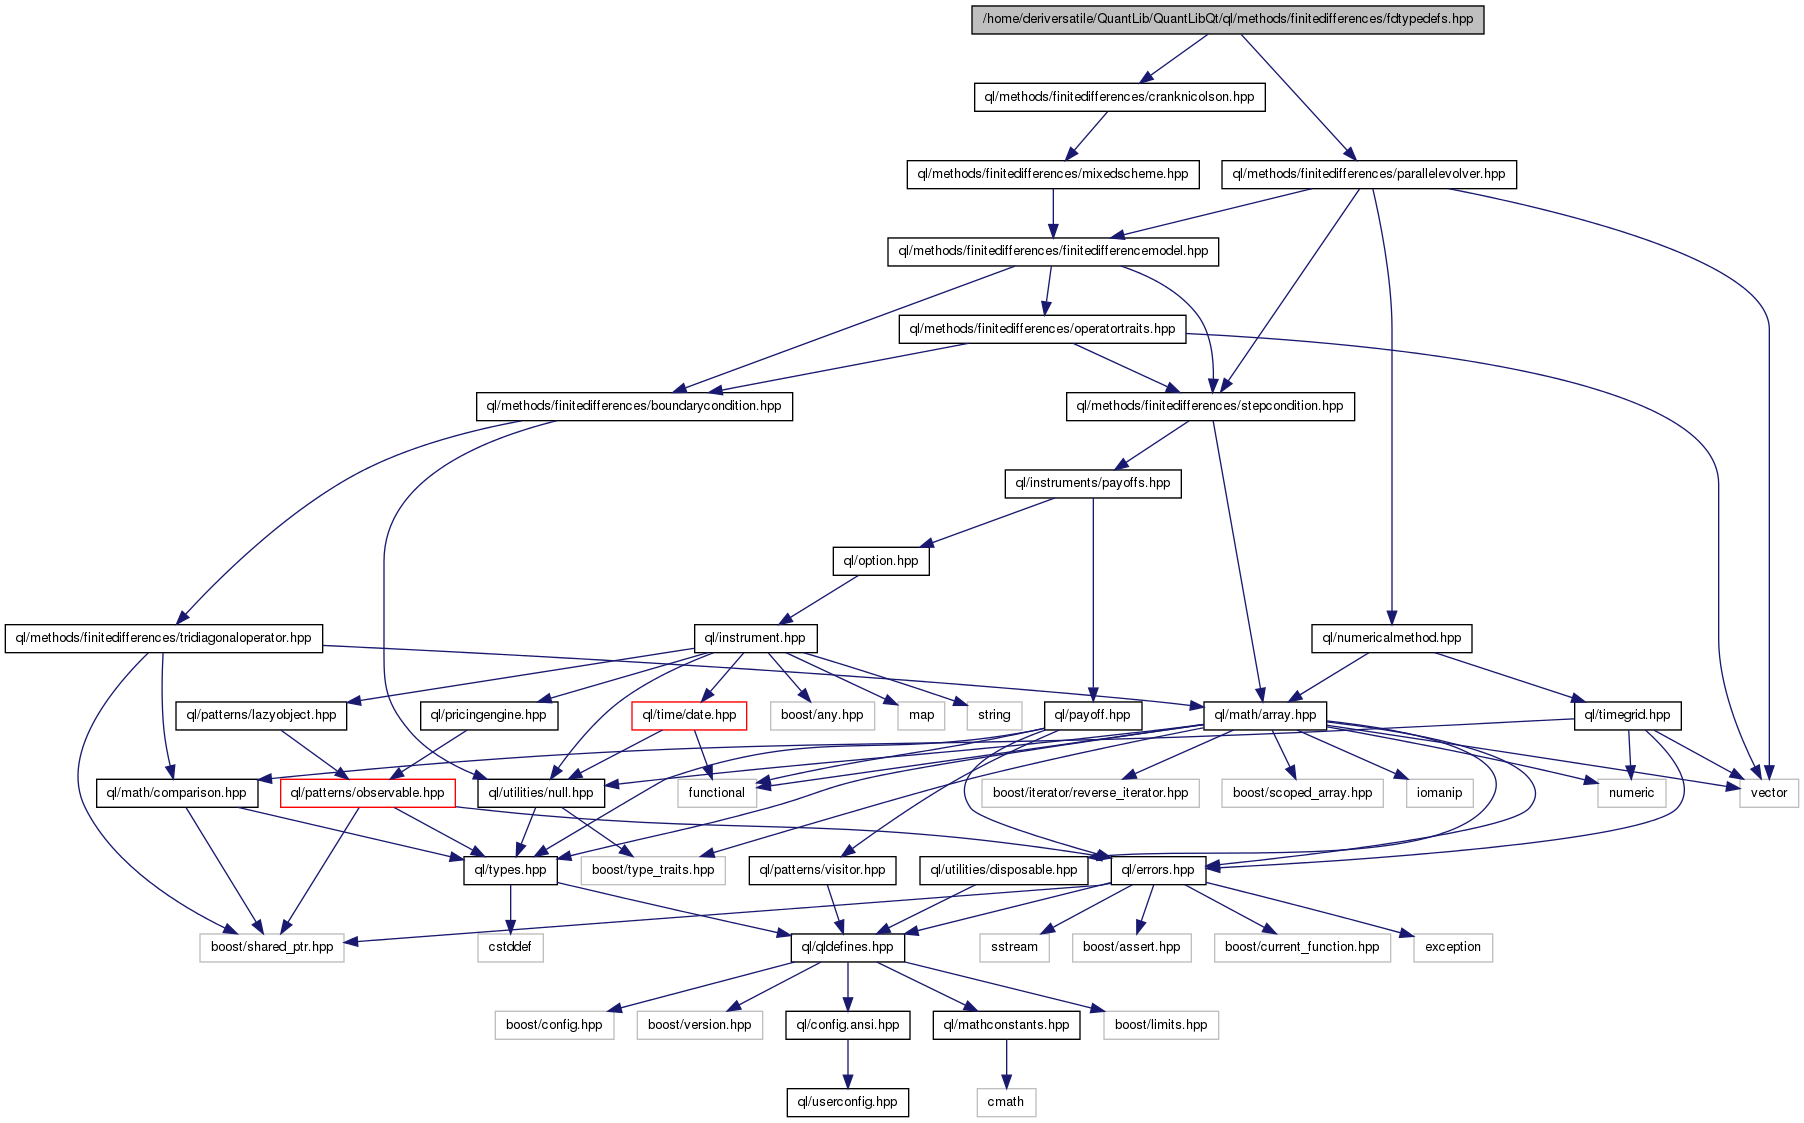 /home/deriversatile/QuantLib/QuantLibQt/ql/methods/finitedifferences/fdtypedefs.hpp
ql/methods/finitedifferences/cranknicolson.hpp
ql/methods/finitedifferences/mixedscheme.hpp
ql/methods/finitedifferences/parallelevolver.hpp
ql/methods/finitedifferences/finitedifferencemodel.hpp
ql/methods/finitedifferences/operatortraits.hpp
ql/methods/finitedifferences/boundarycondition.hpp
ql/methods/finitedifferences/stepcondition.hpp
ql/instruments/payoffs.hpp
ql/option.hpp
ql/methods/finitedifferences/tridiagonaloperator.hpp
ql/instrument.hpp
ql/numericalmethod.hpp
ql/patterns/lazyobject.hpp
ql/pricingengine.hpp
ql/time/date.hpp
boost/any.hpp
map
string
ql/payoff.hpp
ql/math/array.hpp
ql/timegrid.hpp
ql/math/comparison.hpp
ql/patterns/observable.hpp
ql/utilities/null.hpp
functional
boost/iterator/reverse_iterator.hpp
boost/scoped_array.hpp
iomanip
numeric
vector
ql/types.hpp
boost/type_traits.hpp
ql/patterns/visitor.hpp
ql/utilities/disposable.hpp
ql/errors.hpp
boost/shared_ptr.hpp
cstddef
ql/qldefines.hpp
sstream
boost/assert.hpp
boost/current_function.hpp
exception
boost/config.hpp
boost/version.hpp
ql/config.ansi.hpp
ql/mathconstants.hpp
boost/limits.hpp
ql/userconfig.hpp
cmath